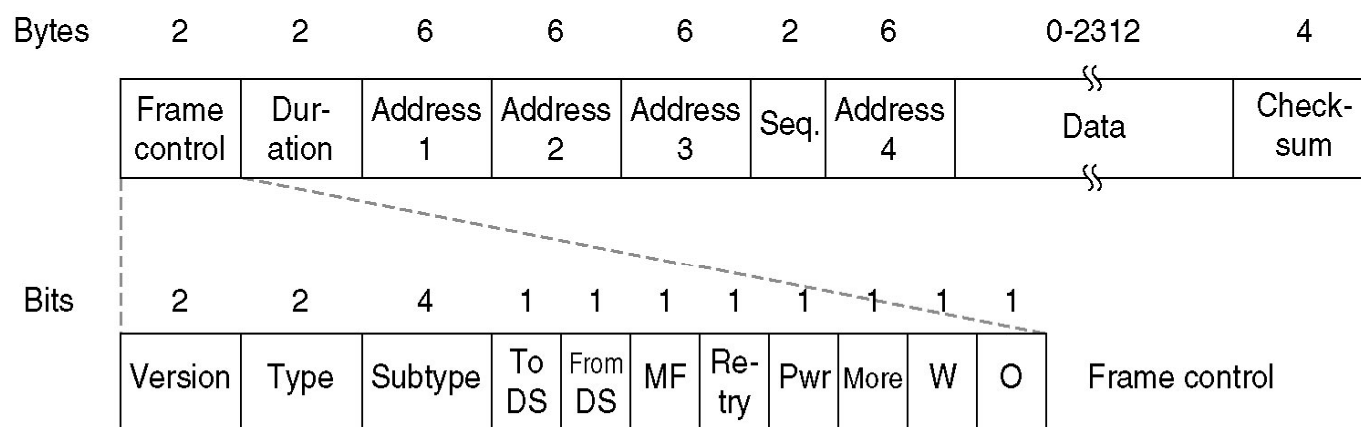 Bytes 2 2 6 6 6 2 6 0-2312 4
Frame control Dur-ation Address 1 Address 2 Address 3 Seq. Address 4 Data Check-sum
Bits 2 2 4 1 1 1 1 1 1 1 1
Version Type Subtype To DS From DS MF Re-try Pwr More W O Frame control